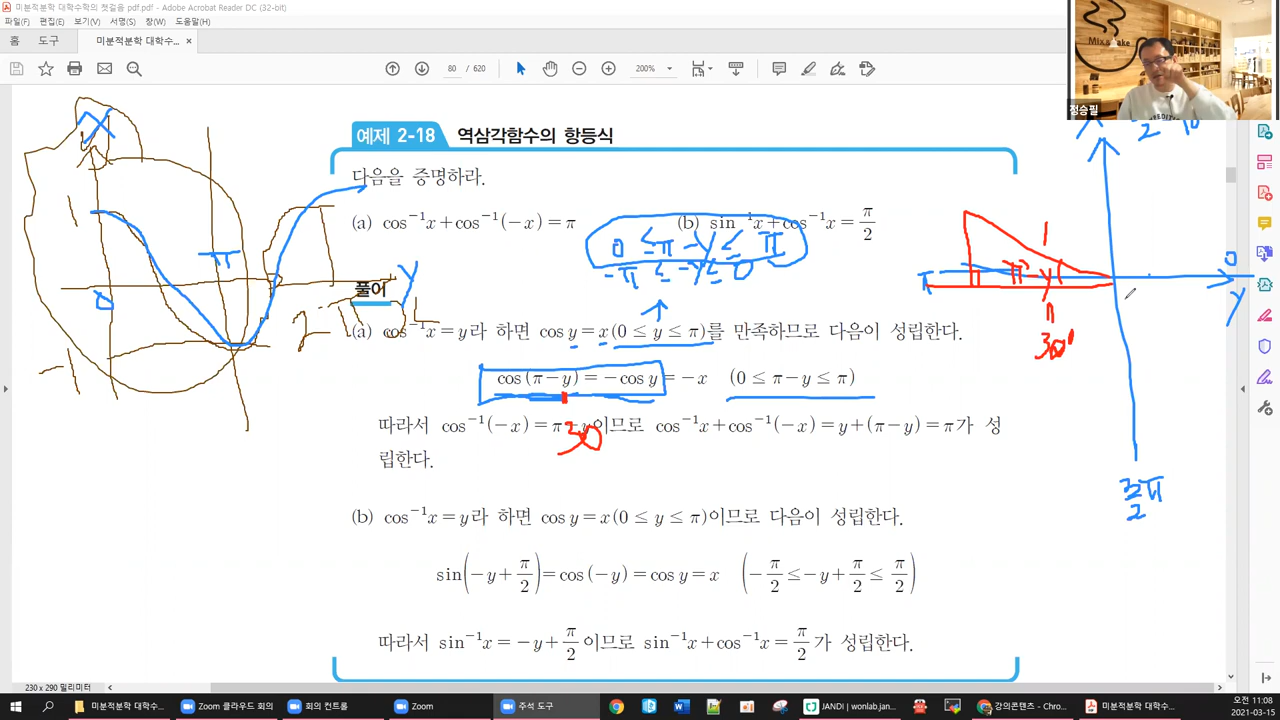 미분적분학 대학수학의 첫걸음 pdf.pdf - Adobe Acrobat Reader DC (32-bit)
파일(F) 편집(E) 보기(V) 서명(S) 창(W) 도움말(H)
홈 도구 미분적분학 대학수... ×
80 / 620 200%
Mix&Bake
정승필
예제 2-18 역삼각함수의 항등식
다음을 증명하라.
(a) cos⁻¹x + cos⁻¹(−x) = π (b) sin⁻¹x + cos⁻¹x = π/2
0 ≤ π − y ≤ π
−π ≤ −y ≤ 0
풀이
(a) cos⁻¹x = y라 하면 cos y = x (0 ≤ y ≤ π)를 만족하므로 다음이 성립한다.
cos(π − y) = −cos y = −x (0 ≤ π − y ≤ π)
따라서 cos⁻¹(−x) = π − y이므로 cos⁻¹x + cos⁻¹(−x) = y + (π − y) = π가 성
립한다.
30
(b) cos⁻¹x = y라 하면 cos y = x (0 ≤ y ≤ π)이므로 다음이 성립한다.
sin(−y + π/2) = cos(−y) = cos y = x (−π/2 ≤ −y + π/2 ≤ π/2)
따라서 sin⁻¹x = −y + π/2이므로 sin⁻¹x + cos⁻¹x = π/2가 성립한다.
X
π
0
y
−1
π
π − y
30°
0
y
3/2 π
230 x 290 밀리미터
미분적분학 대학수... Zoom 클라우드 회의 회의 컨트롤 Zoom 주석 도구 JANDI | wonlab.jan... 강의콘텐츠 - Chro... 미분적분학 대학수...
오전 11:08
2021-03-15